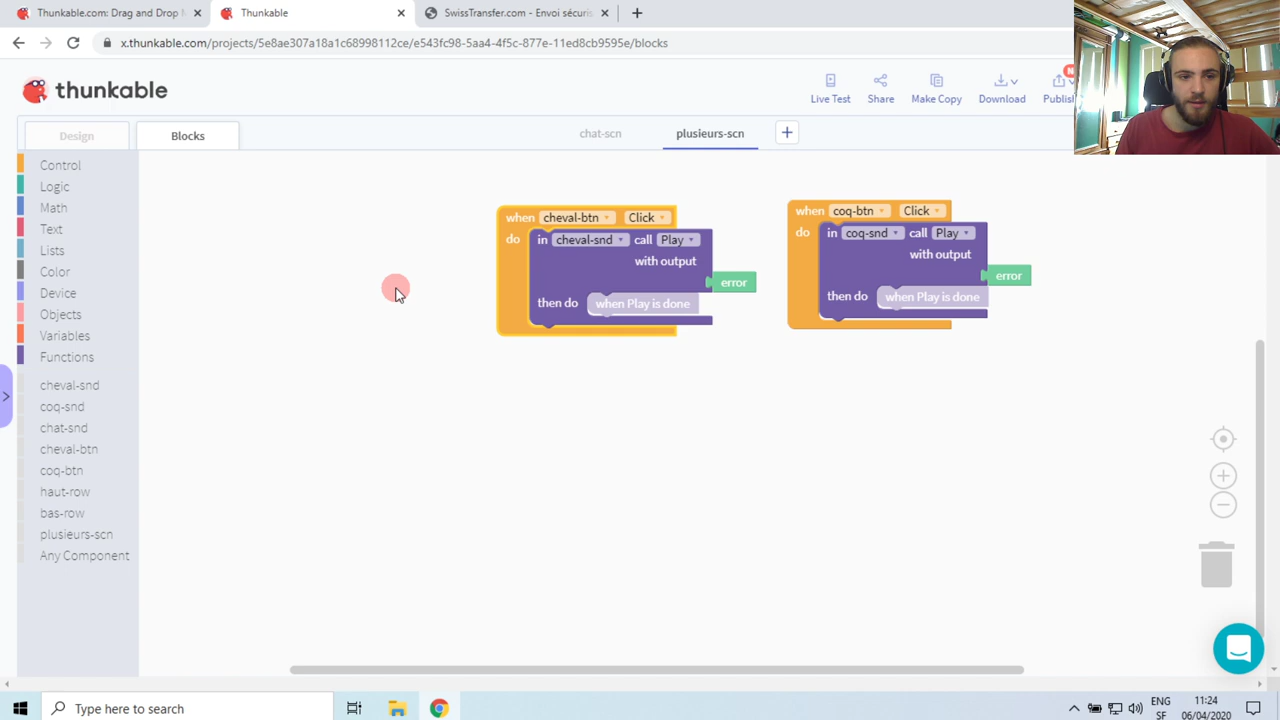 Thunkable.com: Drag and Drop M
Thunkable
SwissTransfer.com - Envoi sécuris
x.thunkable.com/projects/5e8ae307a18a1c68998112ce/e543fc98-5aa4-4f5c-877e-11ed8cb9595e/blocks
thunkable
Live Test
Share
Make Copy
Download
Publish
N
Design
Blocks
chat-scn
plusieurs-scn
Control
Logic
Math
Text
Lists
Color
Device
Objects
Variables
Functions
cheval-snd
coq-snd
chat-snd
cheval-btn
coq-btn
haut-row
bas-row
plusieurs-scn
Any Component
when cheval-btn Click
do in cheval-snd call Play
with output
error
then do when Play is done
when coq-btn Click
do in coq-snd call Play
with output
error
then do when Play is done
Type here to search
ENG
SF
11:24
06/04/2020